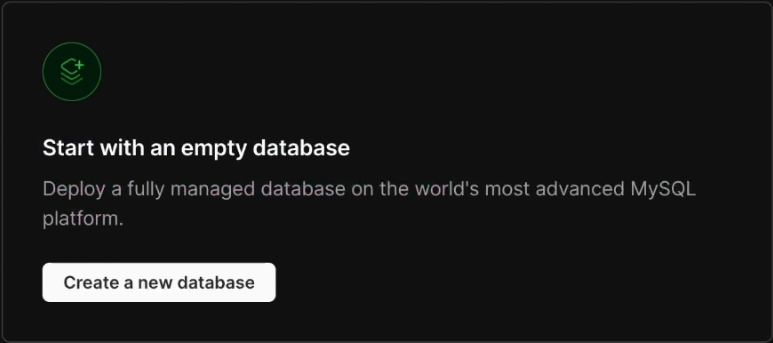 Start with an empty database
Deploy a fully managed database on the world's most advanced MySQL
platform.
Create a new database